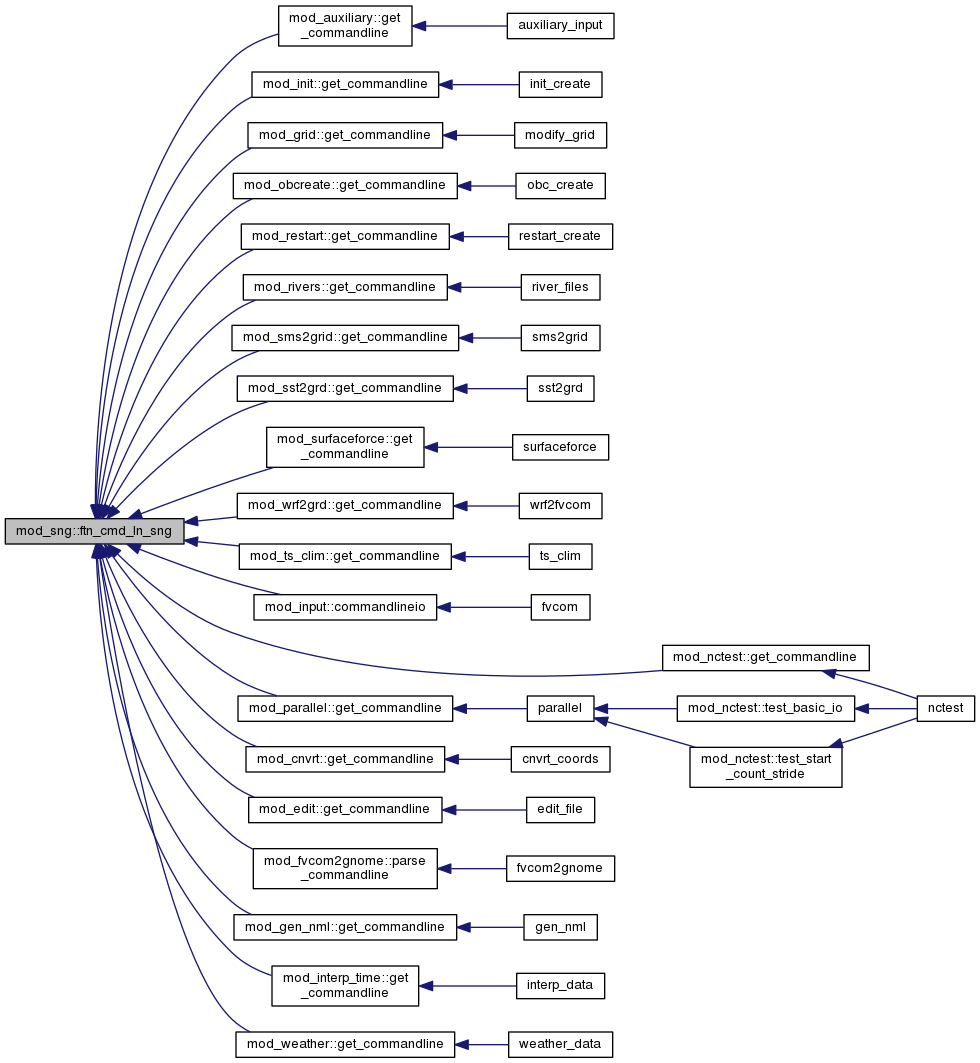 mod_auxiliary::get
_commandline
auxiliary_input
mod_init::get_commandline
init_create
mod_grid::get_commandline
modify_grid
mod_obcreate::get_commandline
obc_create
mod_restart::get_commandline
restart_create
mod_rivers::get_commandline
river_files
mod_sms2grid::get_commandline
sms2grid
mod_sst2grd::get_commandline
sst2grd
mod_surfaceforce::get
_commandline
surfaceforce
mod_wrf2grd::get_commandline
wrf2fvcom
mod_sng::ftn_cmd_ln_sng
mod_ts_clim::get_commandline
ts_clim
mod_input::commandlineio
fvcom
mod_nctest::get_commandline
mod_parallel::get_commandline
parallel
mod_nctest::test_basic_io
nctest
mod_cnvrt::get_commandline
cnvrt_coords
mod_nctest::test_start
_count_stride
mod_edit::get_commandline
edit_file
mod_fvcom2gnome::parse
_commandline
fvcom2gnome
mod_gen_nml::get_commandline
gen_nml
mod_interp_time::get
_commandline
interp_data
mod_weather::get_commandline
weather_data